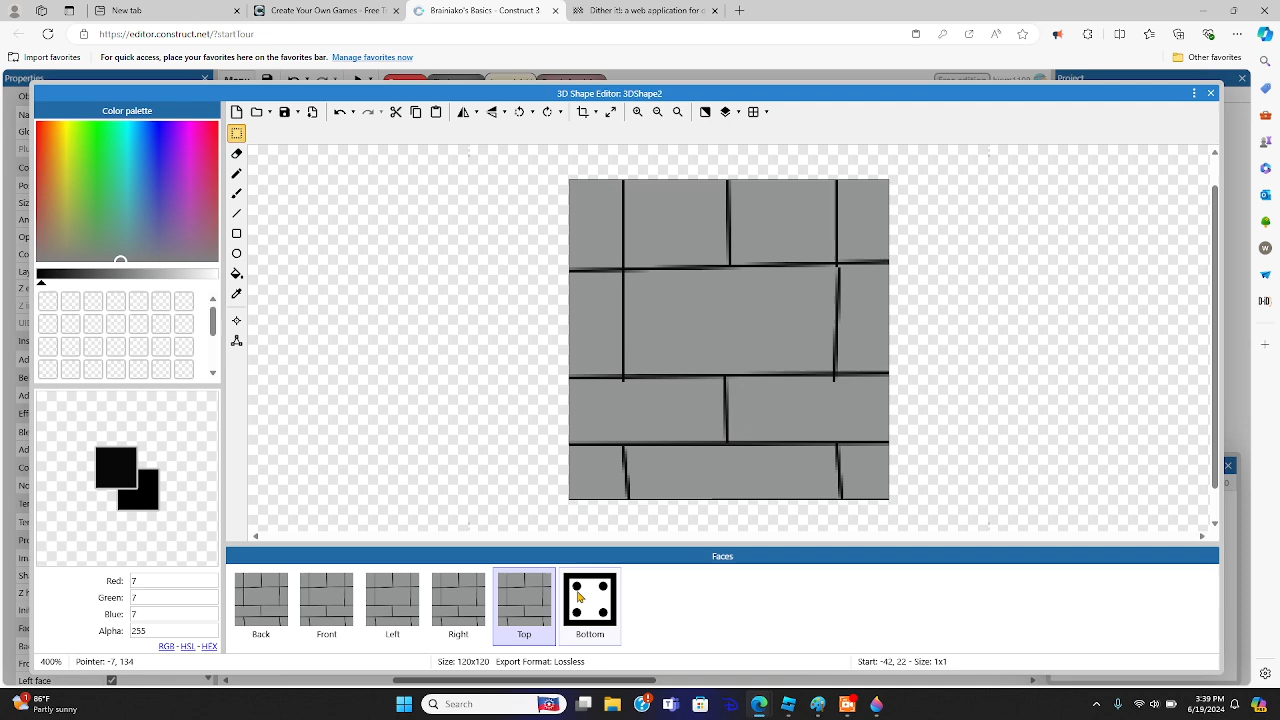 New tab
Create Your Own Games - Free T
Brainiako's Basics - Construct 3
Dither it!: a web application for c
https://editor.construct.net/?startTour
Import favorites
For quick access, place your favorites here on the favorites bar. Manage favorites now
Other favorites
Properties
Menu
Free edition
Project
3D Shape Editor: 3DShape2
Color palette
Red: 7
Green: 7
Blue: 7
Alpha: 255
RGB - HSL - HEX
Faces
Back
Front
Left
Right
Top
Bottom
400%
Pointer: -7, 134
Size: 120x120 Export Format: Lossless
Start: -42, 22 - Size: 1x1
Left face
86°F
Partly sunny
Search
3:39 PM
6/19/2024